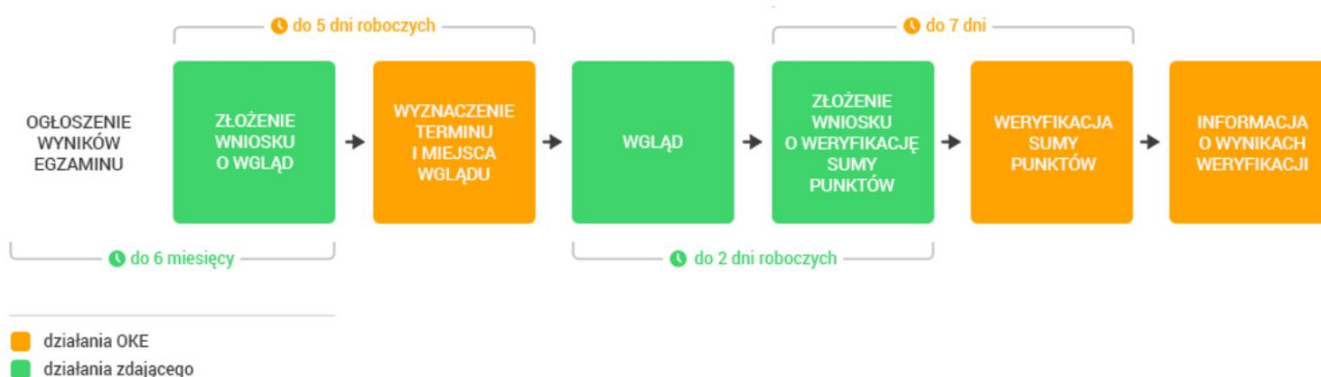 do 5 dni roboczych
do 7 dni
OGŁOSZENIE
WYNIKÓW
EGZAMINU
ZŁOŻENIE
WNIOSKU
O WGLĄD
WYZNACZENIE
TERMINU
I MIEJSCA
WGLĄDU
WGLĄD
ZŁOŻENIE
WNIOSKU
O WERYFIKACJĘ
SUMY
PUNKTÓW
WERYFIKACJA
SUMY
PUNKTÓW
INFORMACJA
O WYNIKACH
WERYFIKACJI
do 6 miesięcy
do 2 dni roboczych
działania OKE
działania zdającego